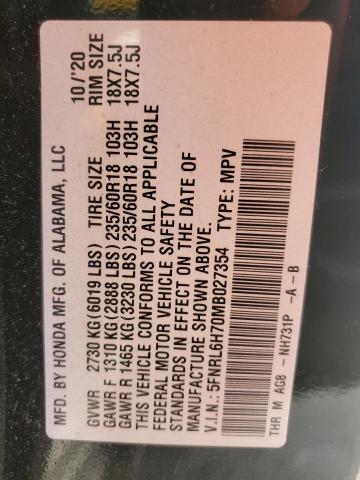 MFD. BY HONDA MFG. OF ALABAMA, LLC 10/'20
GVWR 2730 KG (6019 LBS) TIRE SIZE RIM SIZE
GAWR F 1310 KG (2888 LBS) 235/60R18 103H 18X7.5J
GAWR R 1465 KG (3230 LBS) 235/60R18 103H 18X7.5J
THIS VEHICLE CONFORMS TO ALL APPLICABLE
FEDERAL MOTOR VEHICLE SAFETY
STANDARDS IN EFFECT ON THE DATE OF
MANUFACTURE SHOWN ABOVE.
V.I.N.: 5FNRL6H70MB027354 TYPE: MPV
THR M AG8 - NH731P -A -B